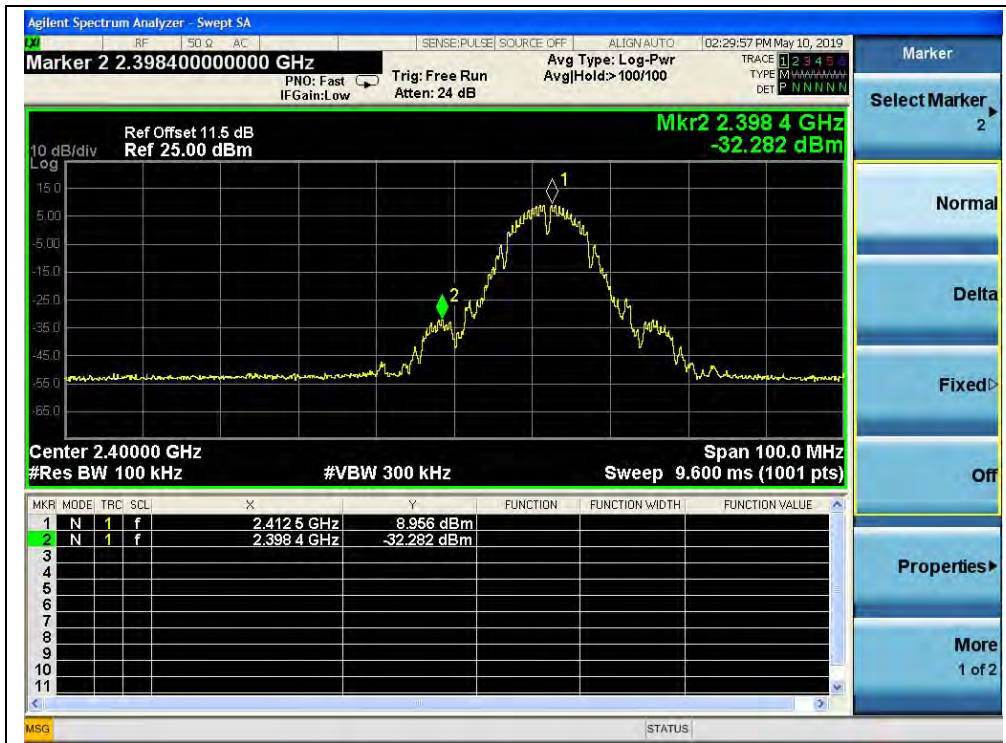 Agilent Spectrum Analyzer - Swept SA
LXI RF 50 Ω AC SENSE:PULSE SOURCE OFF ALIGN AUTO 02:29:57 PM May 10, 2019
Marker 2 2.398400000000 GHz
PNO: Fast
IFGain:Low
Trig: Free Run
Atten: 24 dB
Avg Type: Log-Pwr
Avg|Hold:>100/100
TRACE 1 2 3 4 5 6
TYPE M
DET P N N N N N
Mkr2 2.398 4 GHz
-32.282 dBm
Ref Offset 11.5 dB
10 dB/div Ref 25.00 dBm
Log
15.0
5.00
-5.00
-15.0
-25.0
-35.0
-45.0
-55.0
-65.0
1
2
Center 2.40000 GHz Span 100.0 MHz
#Res BW 100 kHz #VBW 300 kHz Sweep 9.600 ms (1001 pts)
MKR MODE TRC SCL X Y FUNCTION FUNCTION WIDTH FUNCTION VALUE
1 N 1 f 2.412 5 GHz 8.956 dBm
2 N 1 f 2.398 4 GHz -32.282 dBm
3
4
5
6
7
8
9
10
11
MSG STATUS
Marker
Select Marker
2
Normal
Delta
Fixed
Off
Properties
More
1 of 2